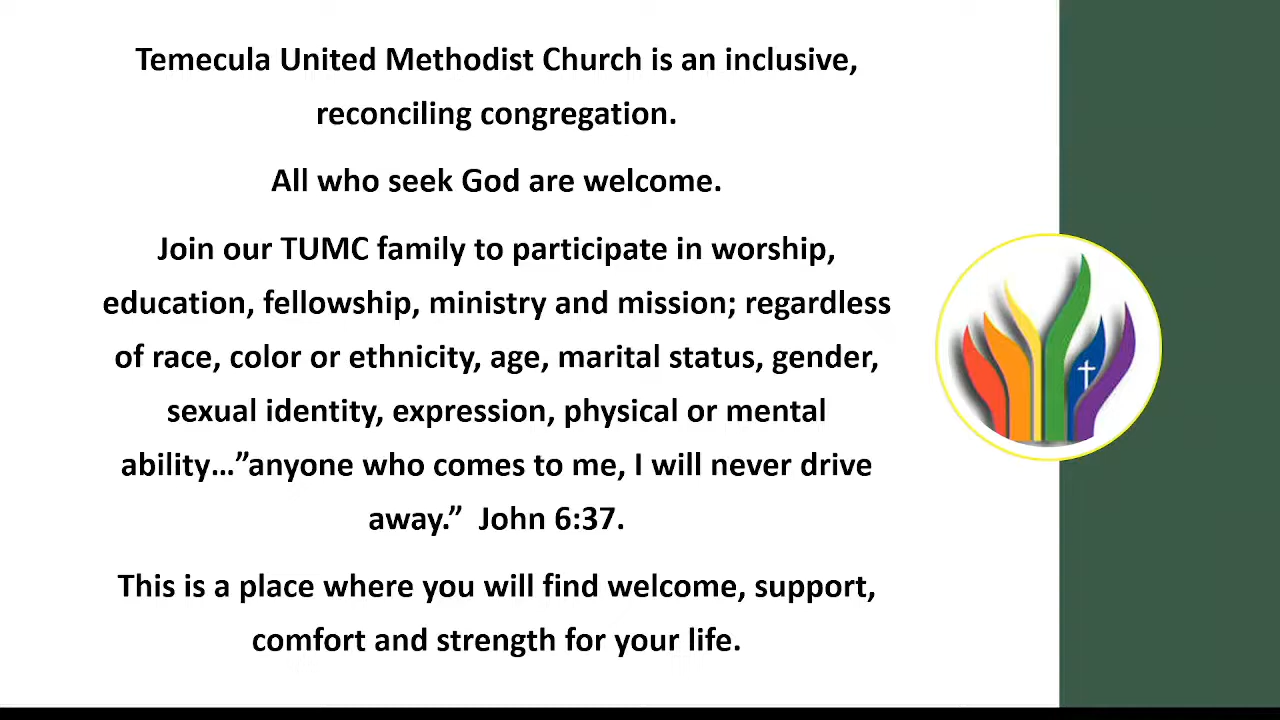 Temecula United Methodist Church is an inclusive,
reconciling congregation.
All who seek God are welcome.
Join our TUMC family to participate in worship,
education, fellowship, ministry and mission; regardless
of race, color or ethnicity, age, marital status, gender,
sexual identity, expression, physical or mental
ability...”anyone who comes to me, I will never drive
away.”  John 6:37.
This is a place where you will find welcome, support,
comfort and strength for your life.